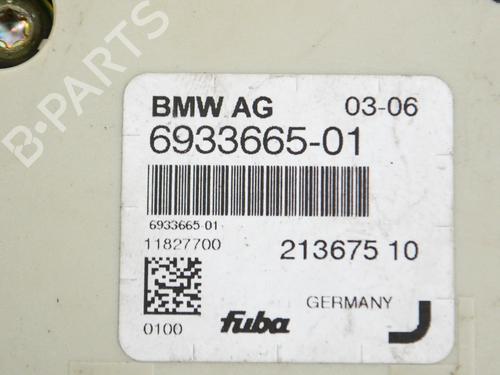 B-PARTS
BMW AG 03-06
6933665-01
6933665-01
11827700 213675 10
0100 fuba GERMANY